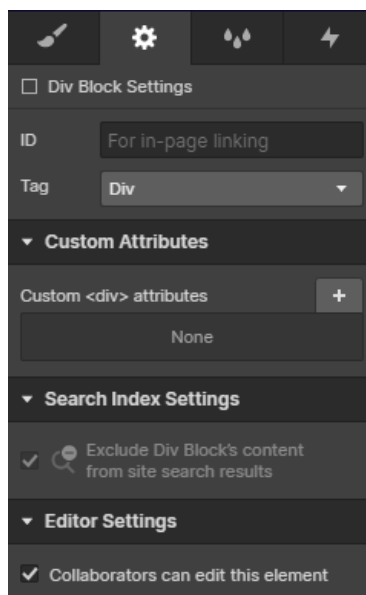 Div Block Settings
ID
For in-page linking
Tag
Div
Custom Attributes
Custom <div> attributes
+
None
Search Index Settings
Exclude Div Block's content
from site search results
Editor Settings
Collaborators can edit this element